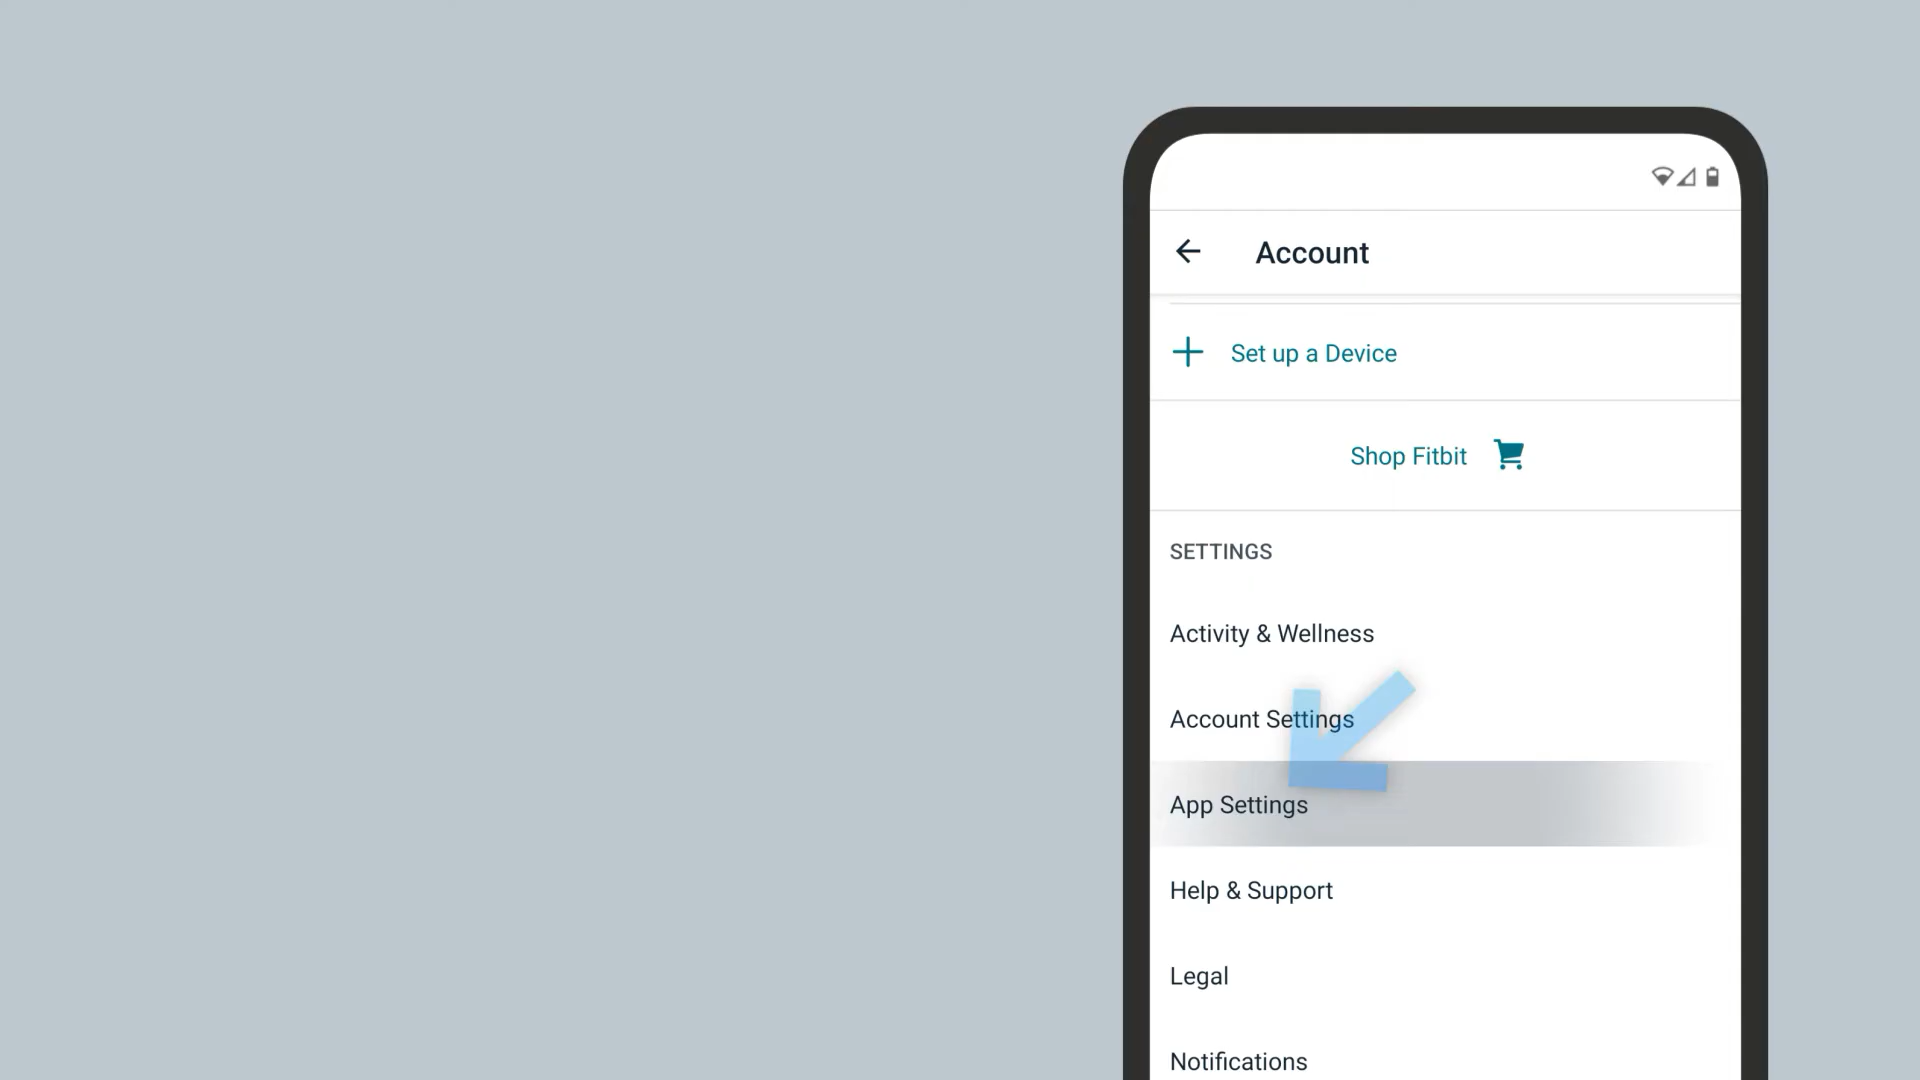 Account
Set up a Device
Shop Fitbit
SETTINGS
Activity & Wellness
Account Settings
App Settings
Help & Support
Legal
Notifications